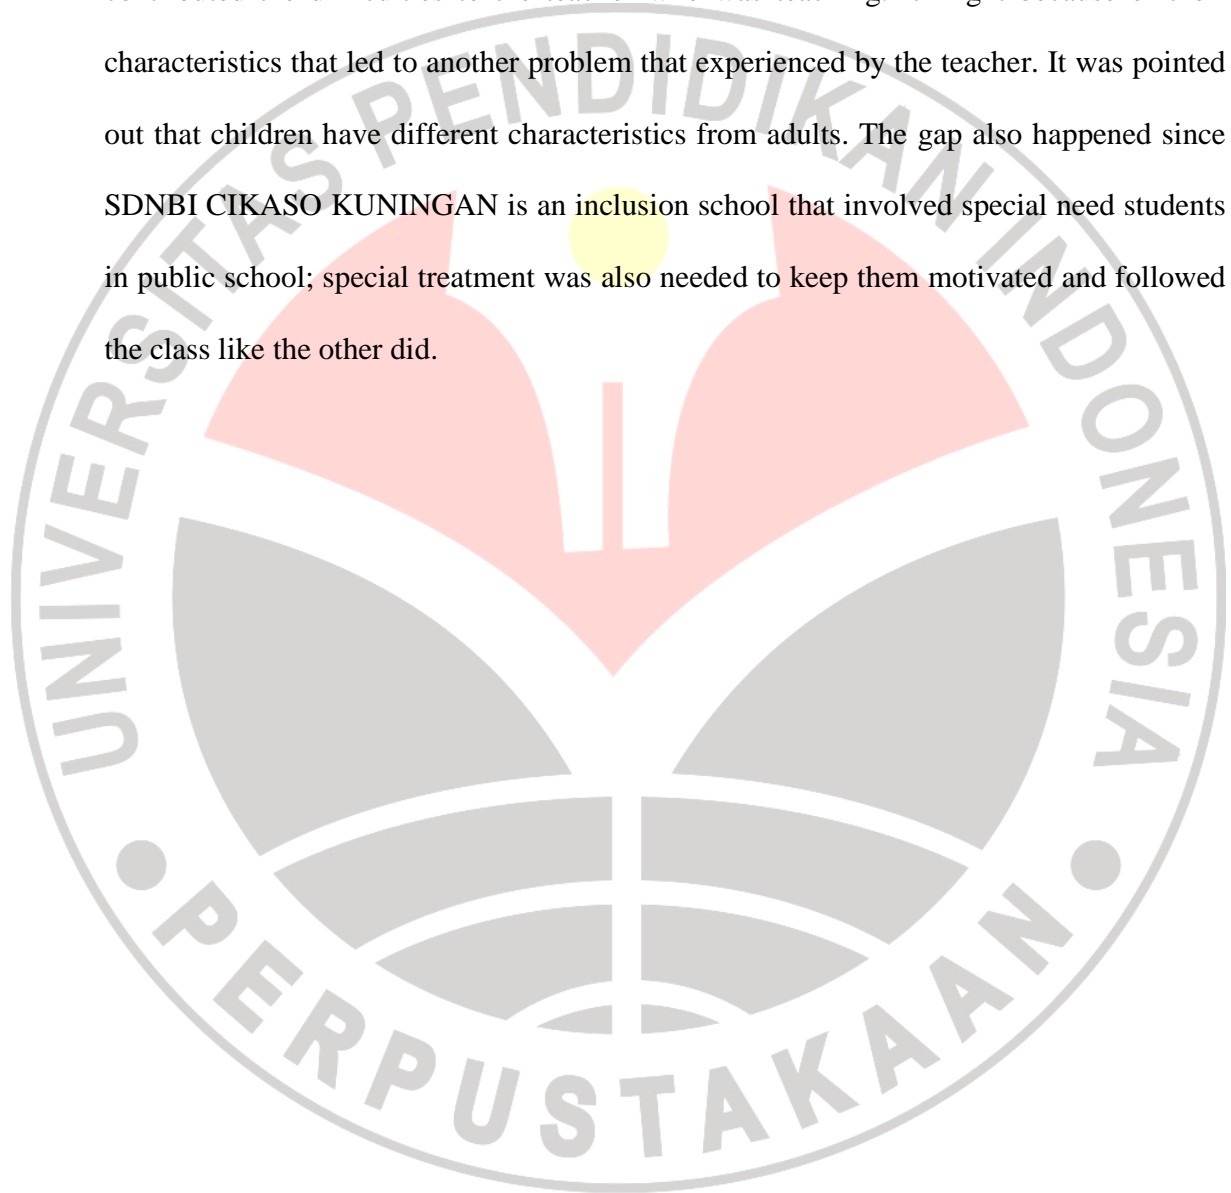 characteristics that led to another problem that experienced by the teacher. It was pointed
out that children have different characteristics from adults. The gap also happened since
SDNBI CIKASO KUNINGAN is an inclusion school that involved special need students
in public school; special treatment was also needed to keep them motivated and followed
the class like the other did.
UNIVERSITAS PENDIDIKAN INDONESIA
PERPUSTAKAAN